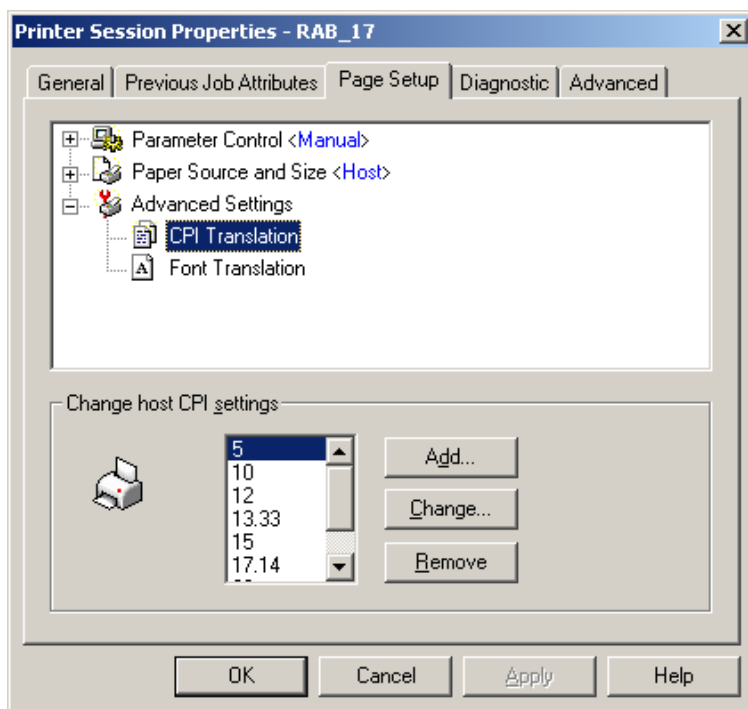 Printer Session Properties - RAB_17
General Previous Job Attributes Page Setup Diagnostic Advanced
Parameter Control <Manual>
Paper Source and Size <Host>
Advanced Settings
CPI Translation
A Font Translation
Change host CPI settings
5
10
12
13.33
15
17.14
Add...
Change...
Remove
OK Cancel Apply Help